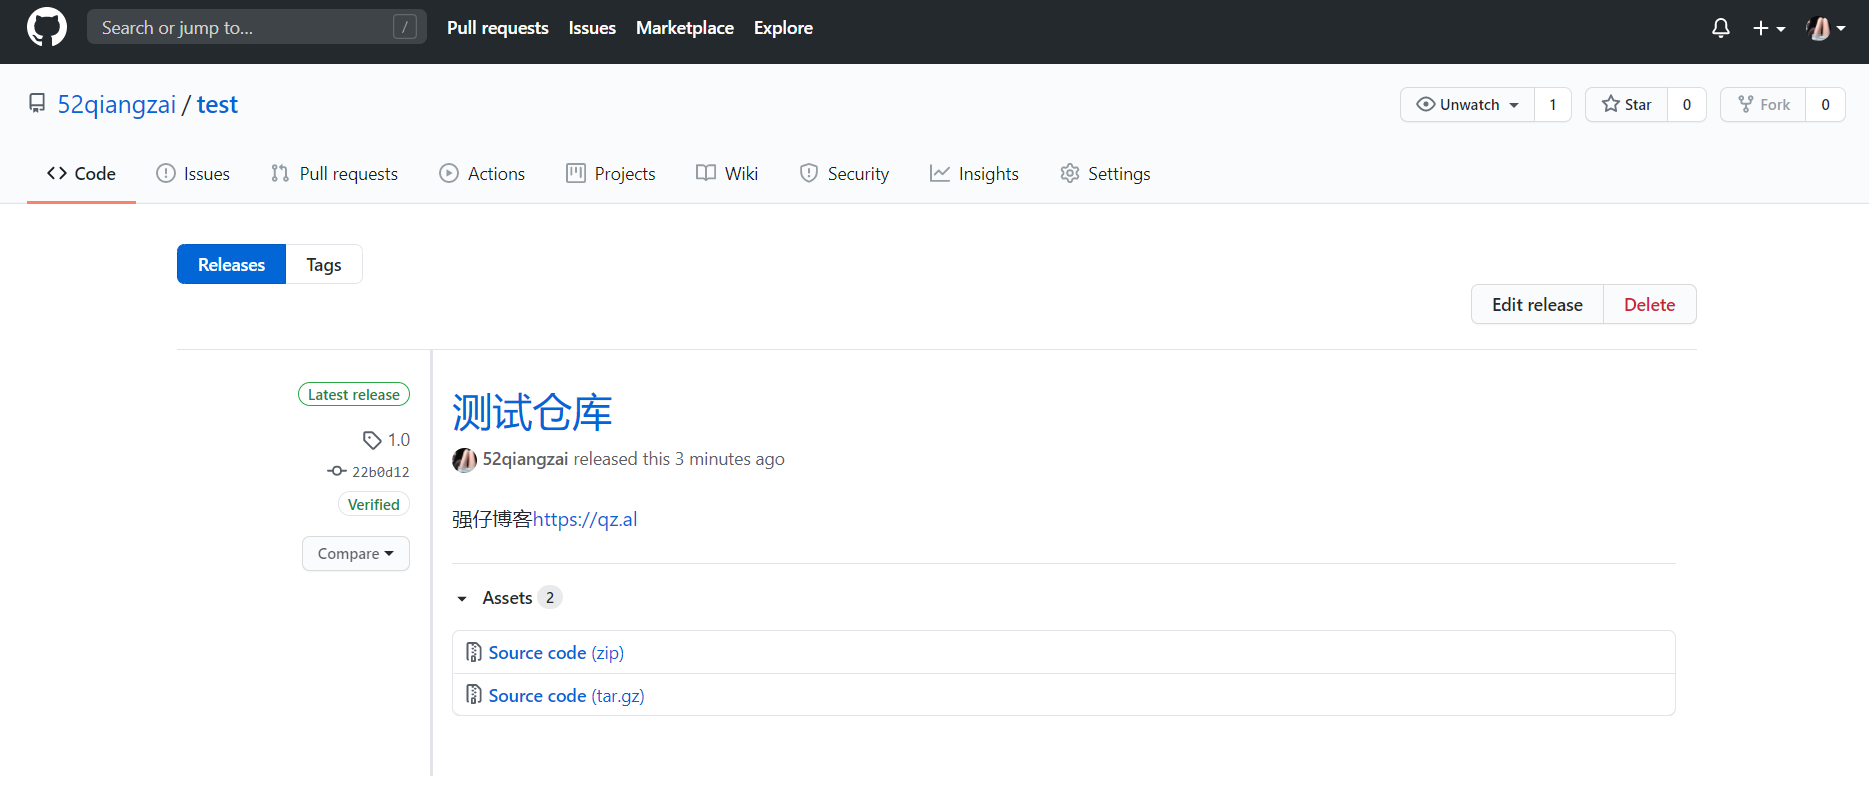 Search or jump to... / Pull requests Issues Marketplace Explore
52qiangzai / test Unwatch 1 Star 0 Fork 0
Code Issues Pull requests Actions Projects Wiki Security Insights Settings
Releases Tags
Edit release Delete
Latest release
测试仓库
1.0
52qiangzai released this 3 minutes ago
22b0d12
Verified
强仔博客https://qz.al
Compare
Assets 2
Source code (zip)
Source code (tar.gz)